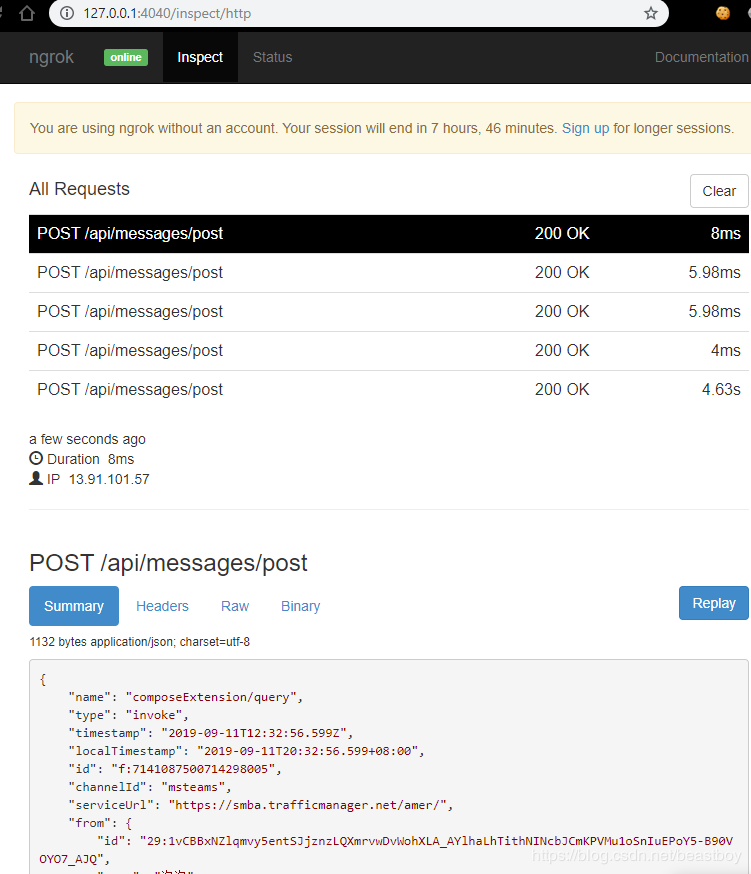 127.0.0.1:4040/inspect/http
ngrok online Inspect Status Documentation
You are using ngrok without an account. Your session will end in 7 hours, 46 minutes. Sign up for longer sessions.
All Requests Clear
POST /api/messages/post 200 OK 8ms
POST /api/messages/post 200 OK 5.98ms
POST /api/messages/post 200 OK 5.98ms
POST /api/messages/post 200 OK 4ms
POST /api/messages/post 200 OK 4.63s
a few seconds ago
Duration 8ms
IP 13.91.101.57
POST /api/messages/post
Summary Headers Raw Binary Replay
1132 bytes application/json; charset=utf-8
{
"name": "composeExtension/query",
"type": "invoke",
"timestamp": "2019-09-11T12:32:56.599Z",
"localTimestamp": "2019-09-11T20:32:56.599+08:00",
"id": "f:7141087500714298005",
"channelId": "msteams",
"serviceUrl": "https://smba.trafficmanager.net/amer/",
"from": {
"id": "29:1vCBBxNZlqmvy5entSJjznzLQXmrvwDvWohXLA_AYlhaLhTithNINcbJCmKPVMu1oSnIuEPoY5-B90V
OYO7_AJQ",
https://blog.csdn.net/beastboy